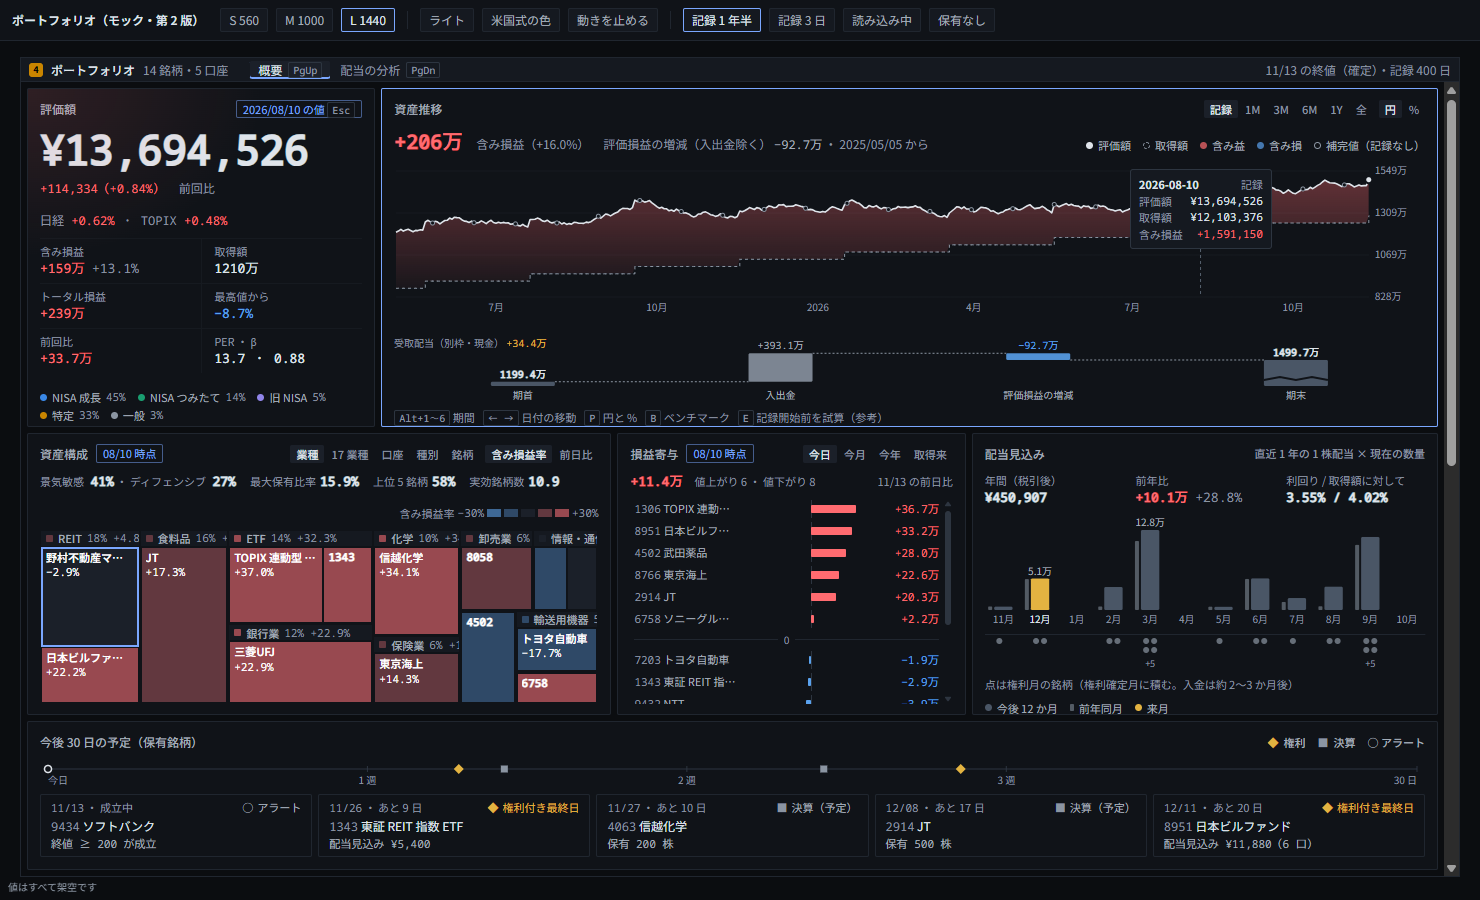 ポートフォリオ（モック・第 2 版） S 560 M 1000 L 1440 ライト 米国式の色 動きを止める 記録 1 年半 記録 3 日 読み込み中 保有なし
4 ポートフォリオ 14 銘柄・5 口座 概要 PgUp 配当の分析 PgDn 11/13 の終値（確定）・記録 400 日
評価額 2026/08/10 の値 Esc
¥13,694,526
+114,334 (+0.84%) 前回比
日経 +0.62% ・ TOPIX +0.48%
含み損益 取得額
+159万 +13.1% 1210万
トータル損益 最高値から
+239万 −8.7%
前回比 PER・β
+33.7万 13.7 ・ 0.88
NISA 成長 45% NISA つみたて 14% 旧 NISA 5%
特定 33% 一般 3%
資産推移 記録 1M 3M 6M 1Y 全 円 %
+206万 含み損益（+16.0%） 評価損益の増減（入出金除く）−92.7万 ・ 2025/05/05 から
評価額 取得額 含み益 含み損 補完値（記録なし）
1549万
1309万
1069万
828万
2026-08-10 記録
評価額 ¥13,694,526
取得額 ¥12,103,376
含み損益 +1,591,150
7月 10月 2026 4月 7月 10月
受取配当（別枠・現金） +34.4万
1199.4万 +393.1万 −92.7万 1499.7万
期首 入出金 評価損益の増減 期末
Alt+1〜6 期間 ← → 日付の移動 P 円と % B ベンチマーク E 記録開始前を試算（参考）
資産構成 08/10 時点 業種 17 業種 口座 種別 銘柄 含み損益率 前日比
景気敏感 41% ・ ディフェンシブ 27% 最大保有比率 15.9% 上位 5 銘柄 58% 実効銘柄数 10.9
含み損益率 −30% +30%
REIT 18% +4.8 食料品 16% + ETF 14% +32.3% 化学 10% +3 卸売業 6% 情報・通
野村不動産マ…
−2.9%
JT
+17.3%
TOPIX 連動型 …
+37.0%
1343
信越化学
+34.1%
8058
日本ビルファ…
+22.2%
銀行業 12% +22.9%
三菱UFJ
+22.9%
保険業 6% +1
東京海上
+14.3%
4502
輸送用機器 5
トヨタ自動車
−17.7%
6758
損益寄与 08/10 時点 今日 今月 今年 取得来
+11.4万 値上がり 6 ・ 値下がり 8 11/13 の前日比
1306 TOPIX 連動… +36.7万
8951 日本ビルフ… +33.2万
4502 武田薬品 +28.0万
8766 東京海上 +22.6万
2914 JT +20.3万
6758 ソニーグル… +2.2万
0
7203 トヨタ自動車 −1.9万
1343 東証 REIT 指… −2.9万
9432 NTT −3.9万
配当見込み 直近 1 年の 1 株配当 × 現在の数量
年間（税引後） 前年比 利回り / 取得額に対して
¥450,907 +10.1万 +28.8% 3.55% / 4.02%
12.8万
5.1万
11月 12月 1月 2月 3月 4月 5月 6月 7月 8月 9月 10月
+5 +5
点は権利月の銘柄（権利確定月に積む。入金は約 2〜3 か月後）
今後 12 か月 前年同月 来月
今後 30 日の予定（保有銘柄） 権利 決算 アラート
今日 1 週 2 週 3 週 30 日
11/13 ・ 成立中 アラート
9434 ソフトバンク
終値 ≥ 200 が成立
11/26 ・ あと 9 日 権利付き最終日
1343 東証 REIT 指数 ETF
配当見込み ¥5,400
11/27 ・ あと 10 日 決算（予定）
4063 信越化学
保有 200 株
12/08 ・ あと 17 日 決算（予定）
2914 JT
保有 500 株
12/11 ・ あと 20 日 権利付き最終日
8951 日本ビルファンド
配当見込み ¥11,880（6 口）
値はすべて架空です